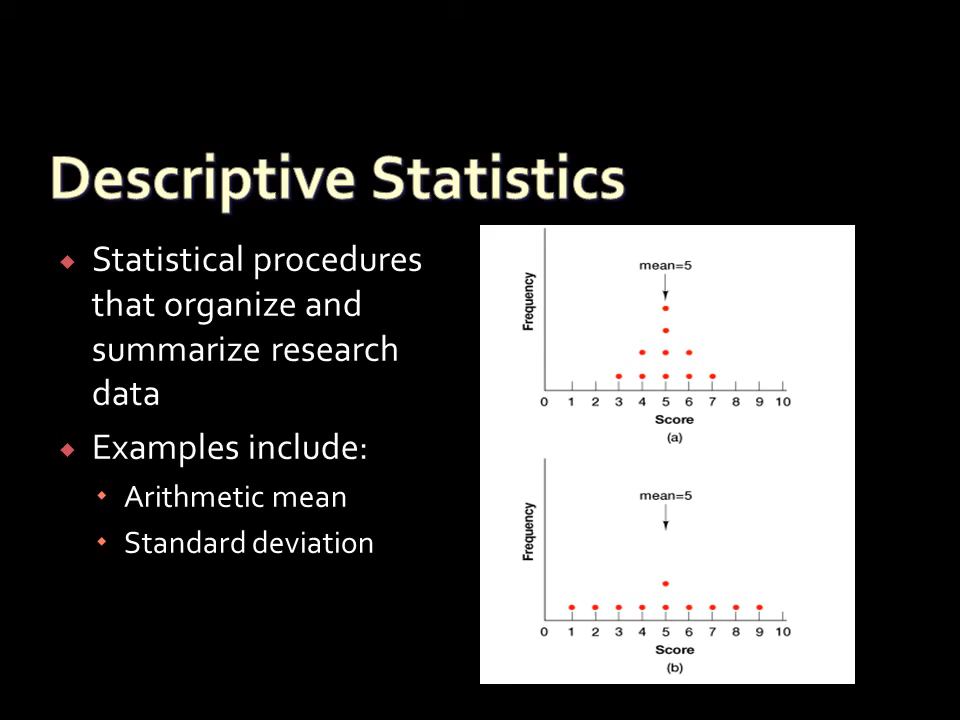 Descriptive Statistics
Statistical procedures
that organize and
summarize research
data
Examples include:
Arithmetic mean
Standard deviation
mean=5
Frequency
0 1 2 3 4 5 6 7 8 9 10
Score
(a)
mean=5
Frequency
0 1 2 3 4 5 6 7 8 9 10
Score
(b)